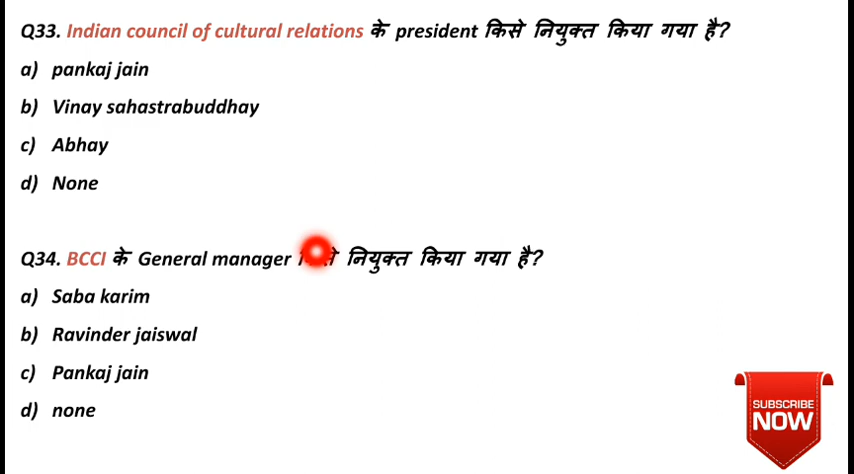 Q33. Indian council of cultural relations के president किसे नियुक्त किया गया है?
a) pankaj jain
b) Vinay sahastrabuddhay
c) Abhay
d) None
Q34. BCCI के General manager नियुक्त किया गया है?
a) Saba karim
b) Ravinder jaiswal
c) Pankaj jain
d) none
SUBSCRIBE
NOW